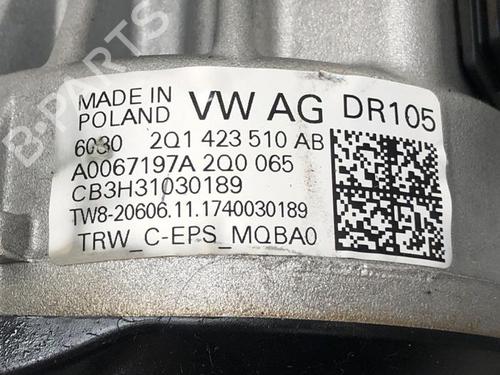 B-PARTS
MADE IN POLAND VW AG DR105
6030 2Q1 423 510 AB
A0067197A 2Q0 065
CB3H31030189
TW8-20606.11.1740030189
TRW_C-EPS_MQBA0